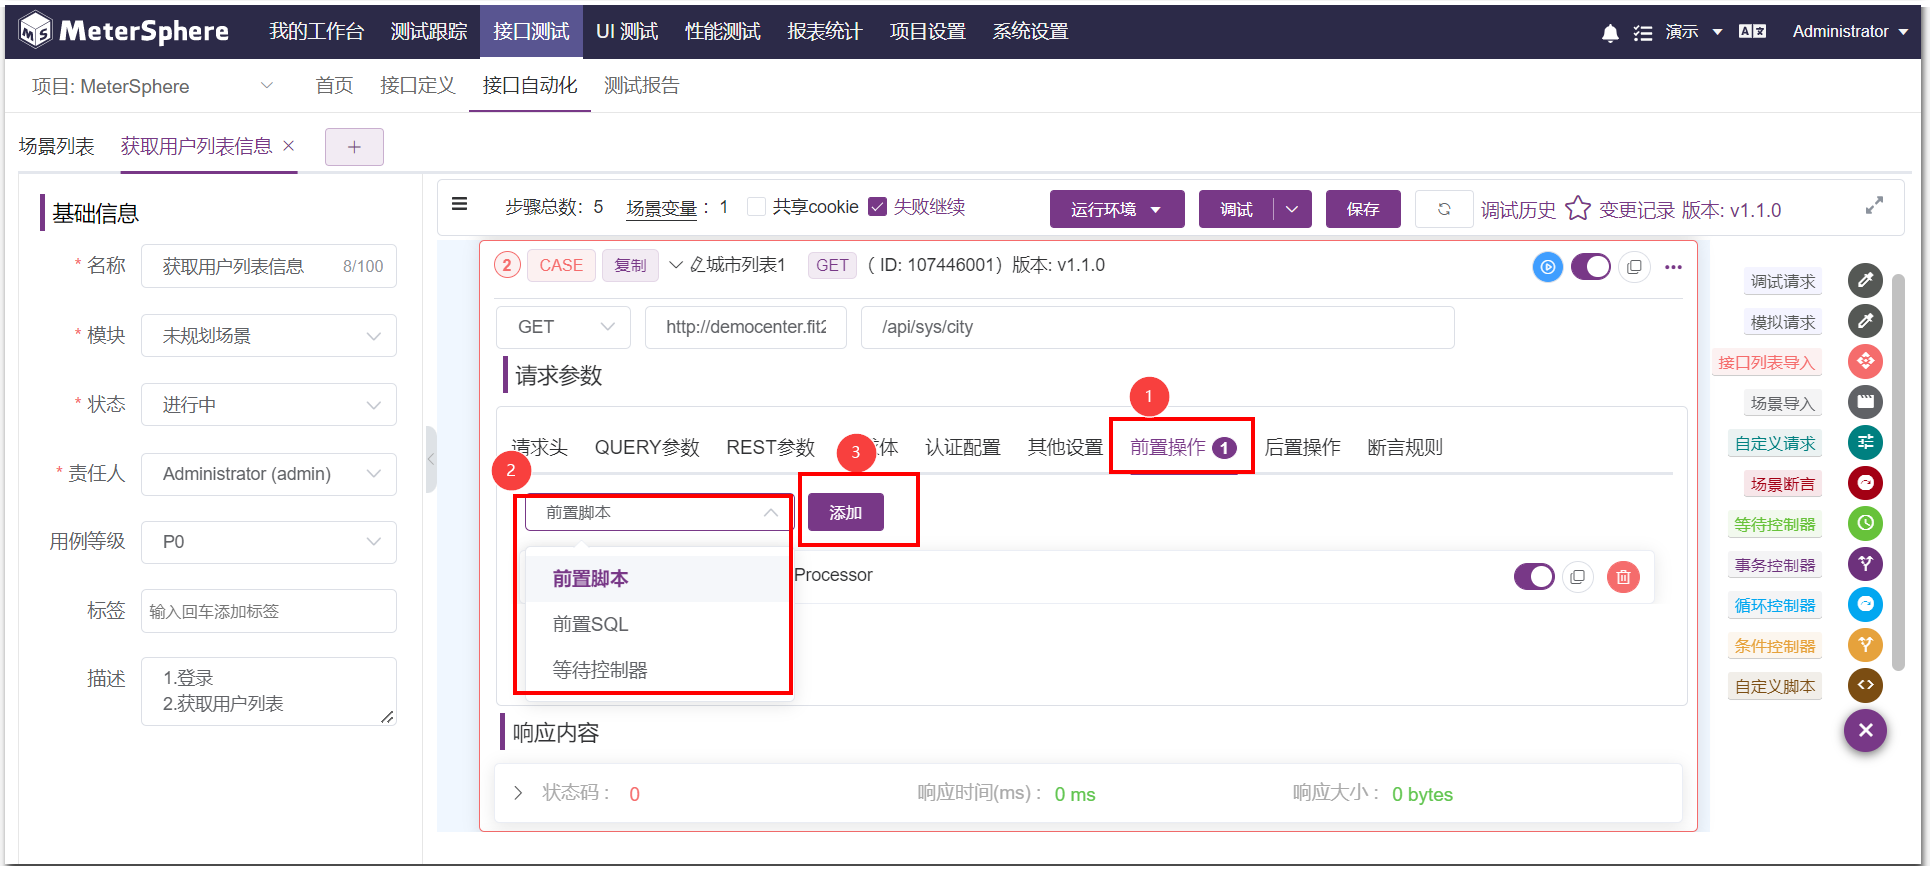 MeterSphere 我的工作台 测试跟踪 接口测试 UI 测试 性能测试 报表统计 项目设置 系统设置 演示 Administrator
项目: MeterSphere 首页 接口定义 接口自动化 测试报告
场景列表 获取用户列表信息 × +
基础信息
* 名称 获取用户列表信息 8/100
* 模块 未规划场景
* 状态 进行中
* 责任人 Administrator (admin)
用例等级 P0
标签 输入回车添加标签
描述 1.登录
2.获取用户列表
步骤总数: 5 场景变量 : 1 共享cookie 失败继续 运行环境 调试 保存 调试历史 变更记录 版本: v1.1.0
2 CASE 复制 城市列表1 GET ( ID: 107446001) 版本: v1.1.0
GET http://democenter.fit2 /api/sys/city
请求参数
1
请求头 QUERY参数 REST参数 体 认证配置 其他设置 前置操作 1 后置操作 断言规则
2 3
前置脚本 添加
前置脚本
前置SQL
等待控制器
Processor
响应内容
状态码 : 0 响应时间(ms) : 0 ms 响应大小 : 0 bytes
调试请求
模拟请求
接口列表导入
场景导入
自定义请求
场景断言
等待控制器
事务控制器
循环控制器
条件控制器
自定义脚本